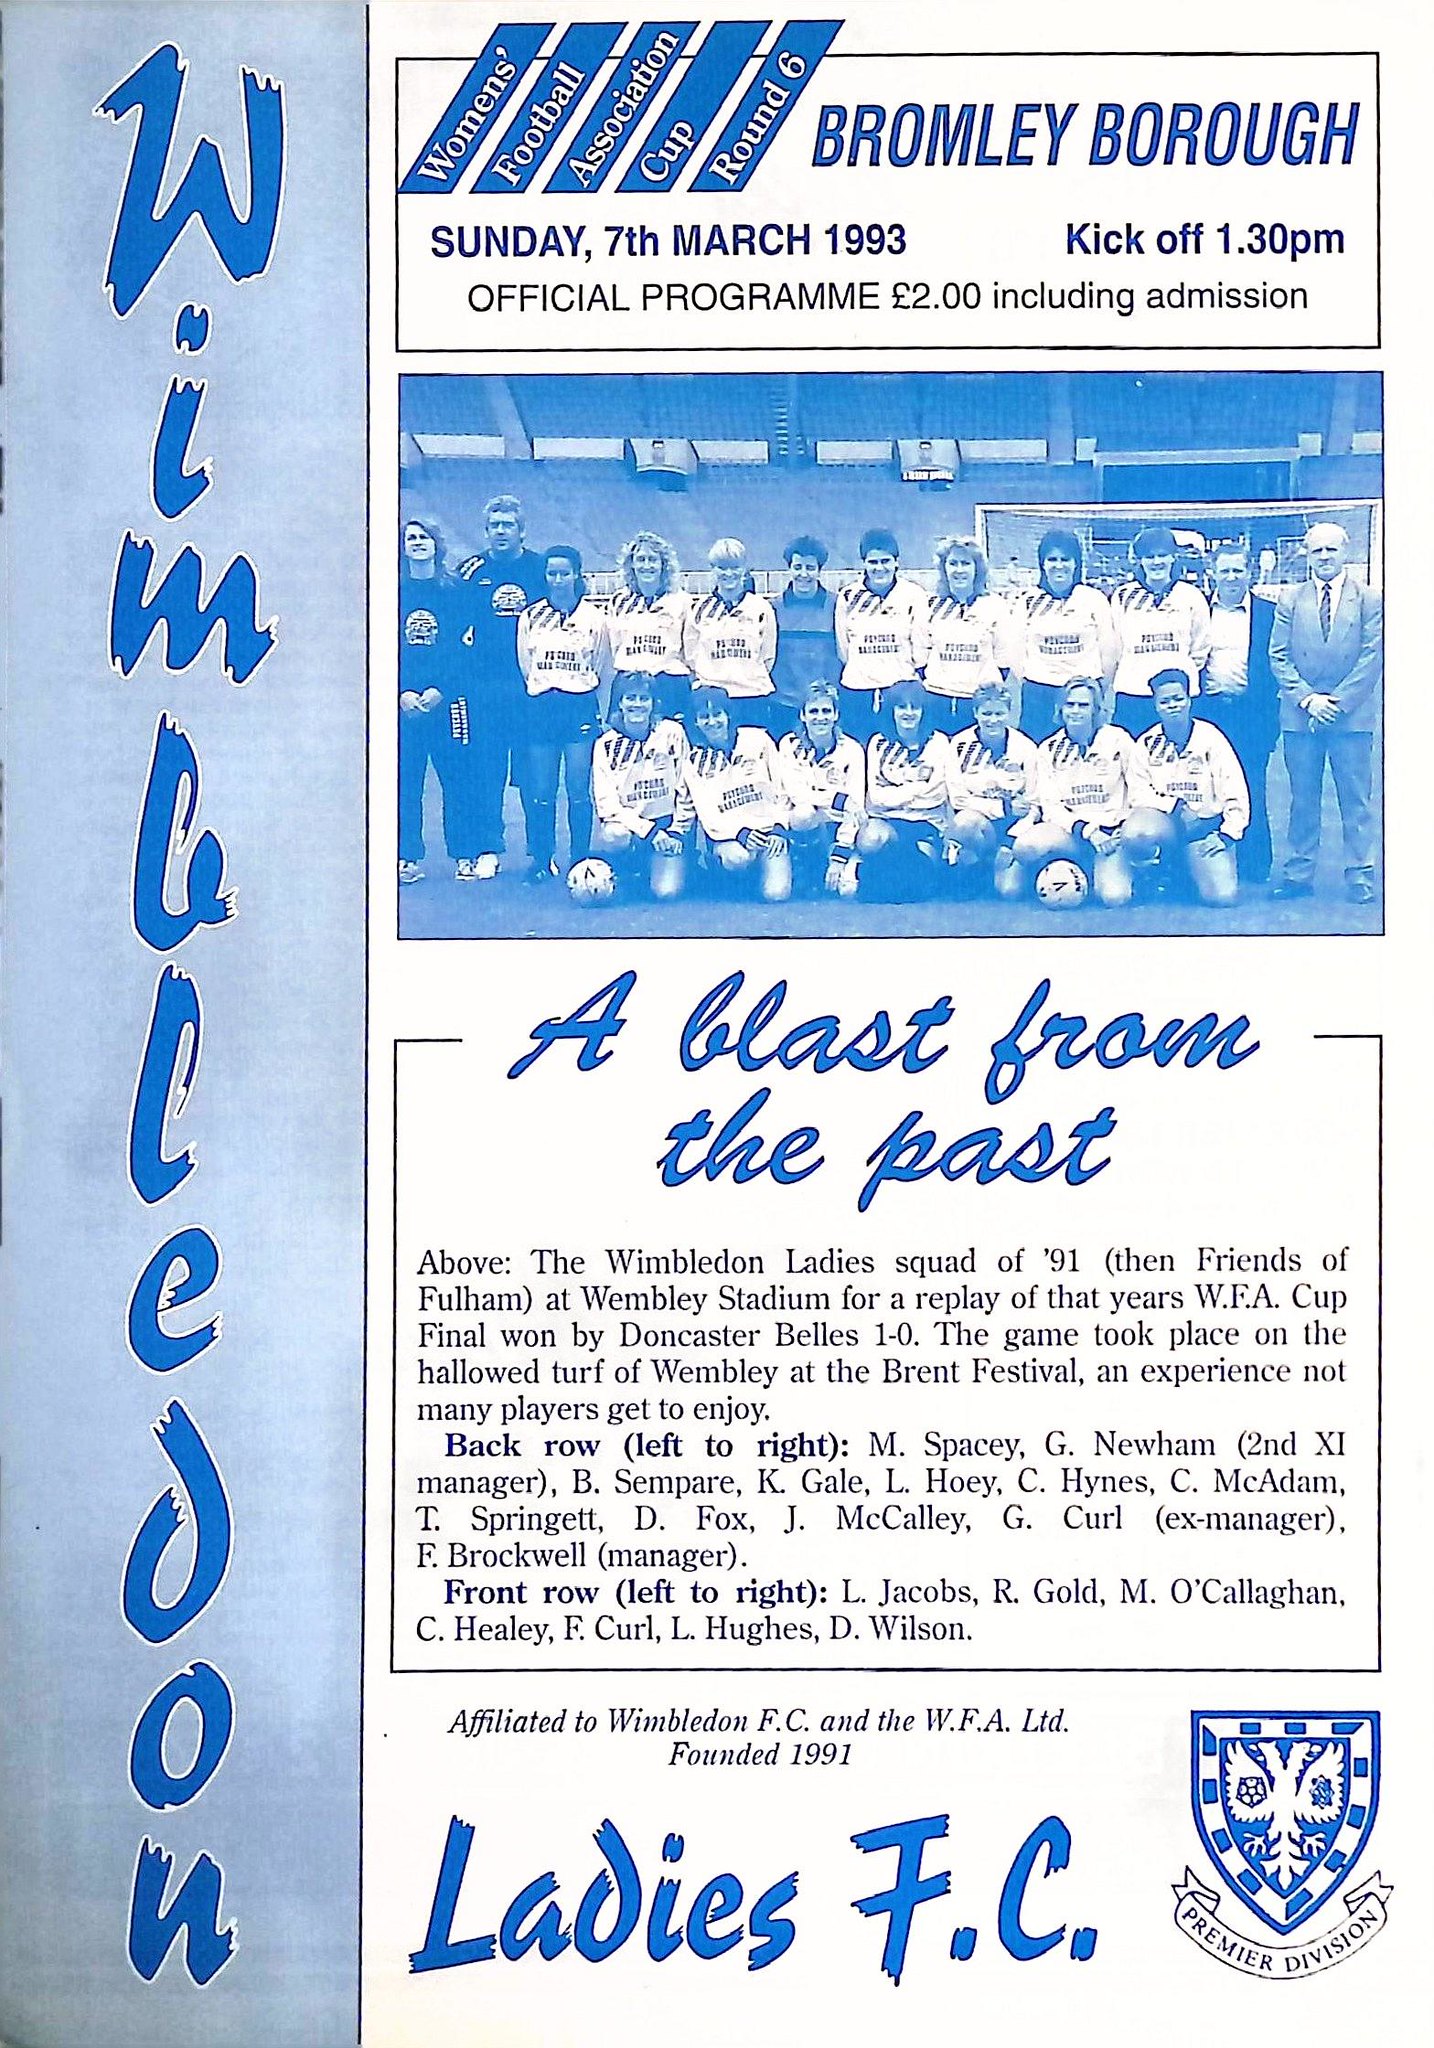 Wimbledon
Womens'
Football
Association
Cup
Round 6
BROMLEY BOROUGH
SUNDAY, 7th MARCH 1993 Kick off 1.30pm
OFFICIAL PROGRAMME £2.00 including admission
A blast from
the past
Above: The Wimbledon Ladies squad of '91 (then Friends of
Fulham) at Wembley Stadium for a replay of that years W.F.A. Cup
Final won by Doncaster Belles 1-0. The game took place on the
hallowed turf of Wembley at the Brent Festival, an experience not
many players get to enjoy.
Back row (left to right): M. Spacey, G. Newham (2nd XI
manager), B. Sempare, K. Gale, L. Hoey, C. Hynes, C. McAdam,
T. Springett, D. Fox, J. McCalley, G. Curl (ex-manager),
F. Brockwell (manager).
Front row (left to right): L. Jacobs, R. Gold, M. O'Callaghan,
C. Healey, F. Curl, L. Hughes, D. Wilson.
Affiliated to Wimbledon F.C. and the W.F.A. Ltd.
Founded 1991
Ladies F.C.
PREMIER DIVISION